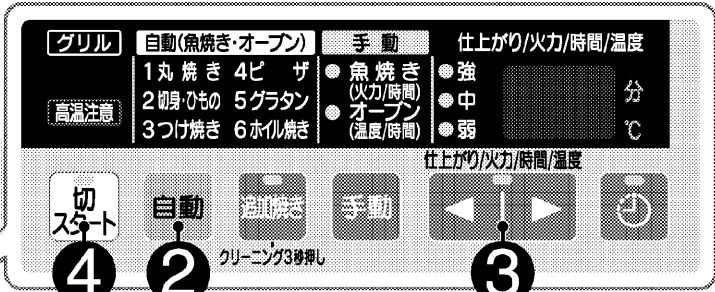 グリル 自動(魚焼き・オーブン) 手動 仕上がり/火力/時間/温度
1丸焼き 4ピザ 魚焼き 強
(火力/時間)
高温注意 2切身・ひもの 5グラタン オーブン 中 分
3つけ焼き 6ホイル焼き (温度/時間) 弱 ℃
仕上がり/火力/時間/温度
切
スタート 自動 追加焼き 手動
クリーニング3秒押し
4 2 3